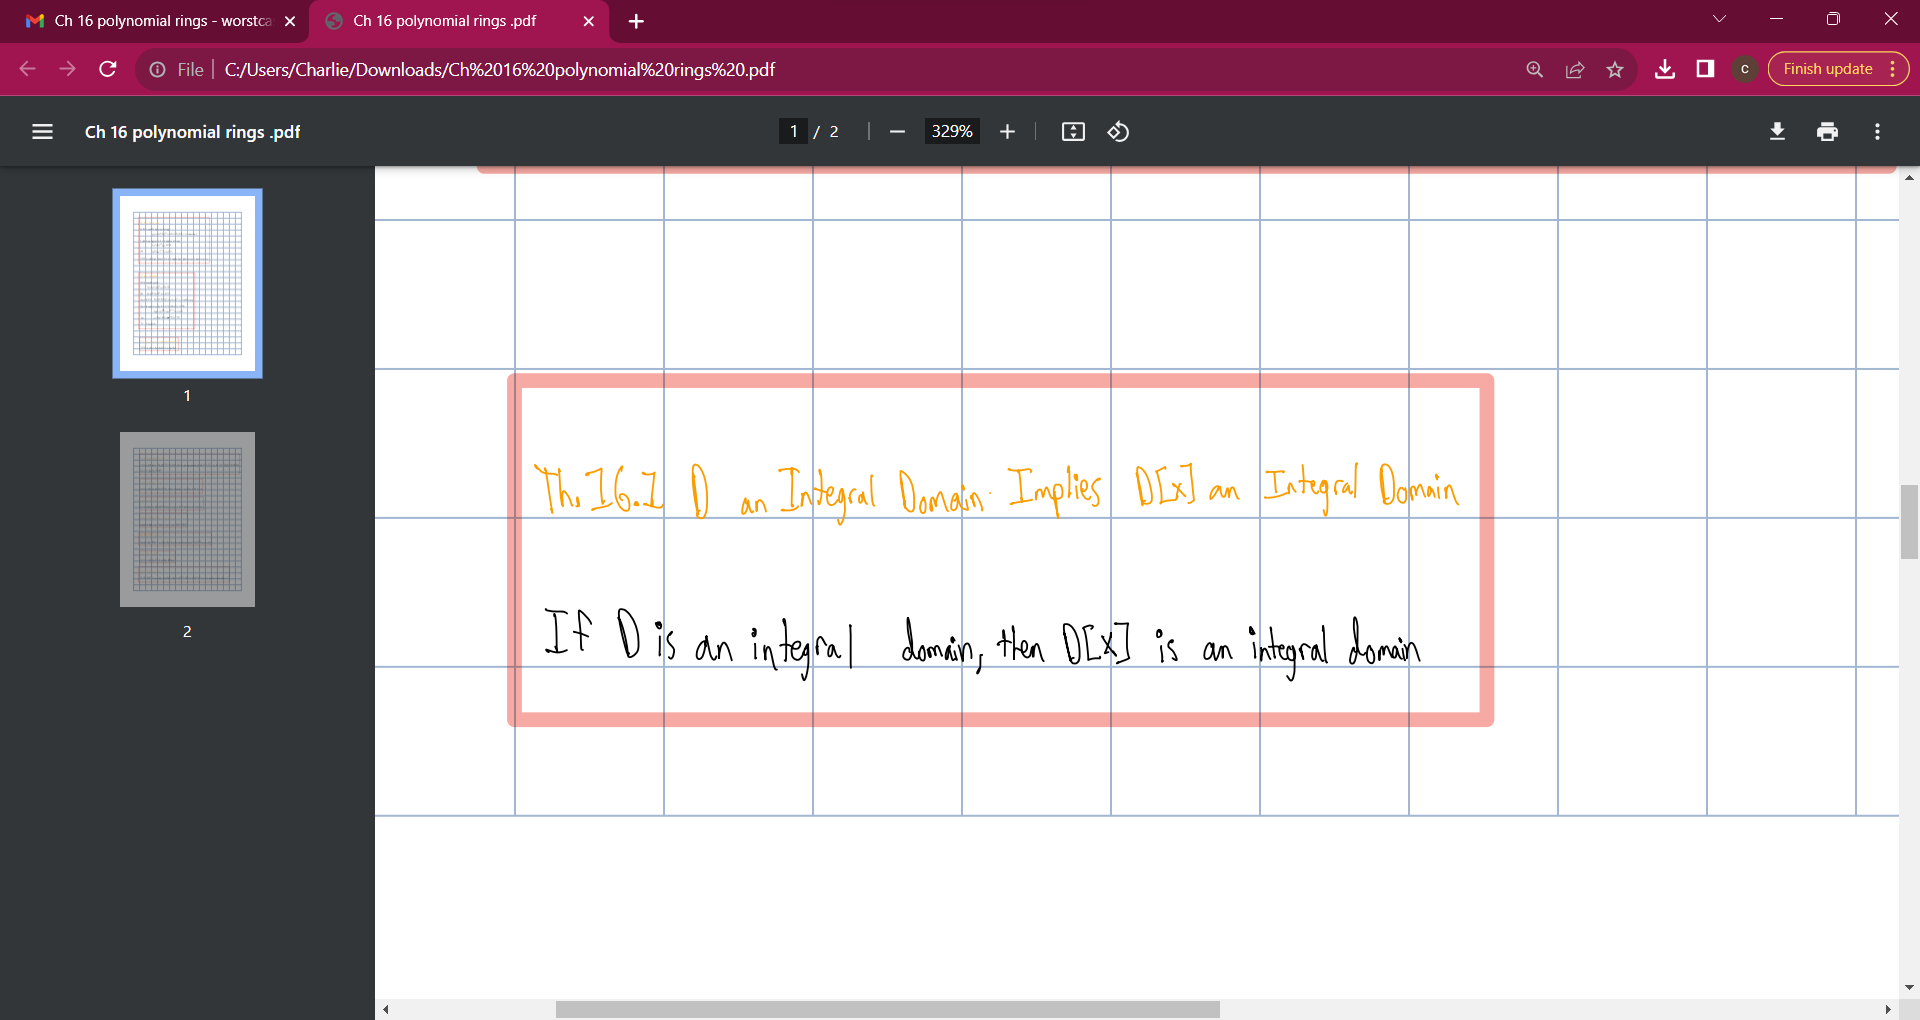 Ch 16 polynomial rings - worstca
Ch 16 polynomial rings .pdf
File
C:/Users/Charlie/Downloads/Ch%2016%20polynomial%20rings%20.pdf
C
Finish update
Ch 16 polynomial rings .pdf
1 / 2
329%
1
2
Th. 16.1 D an Integral Domain Implies D[x] an Integral Domain
If D is an integral domain, then D[x] is an integral domain